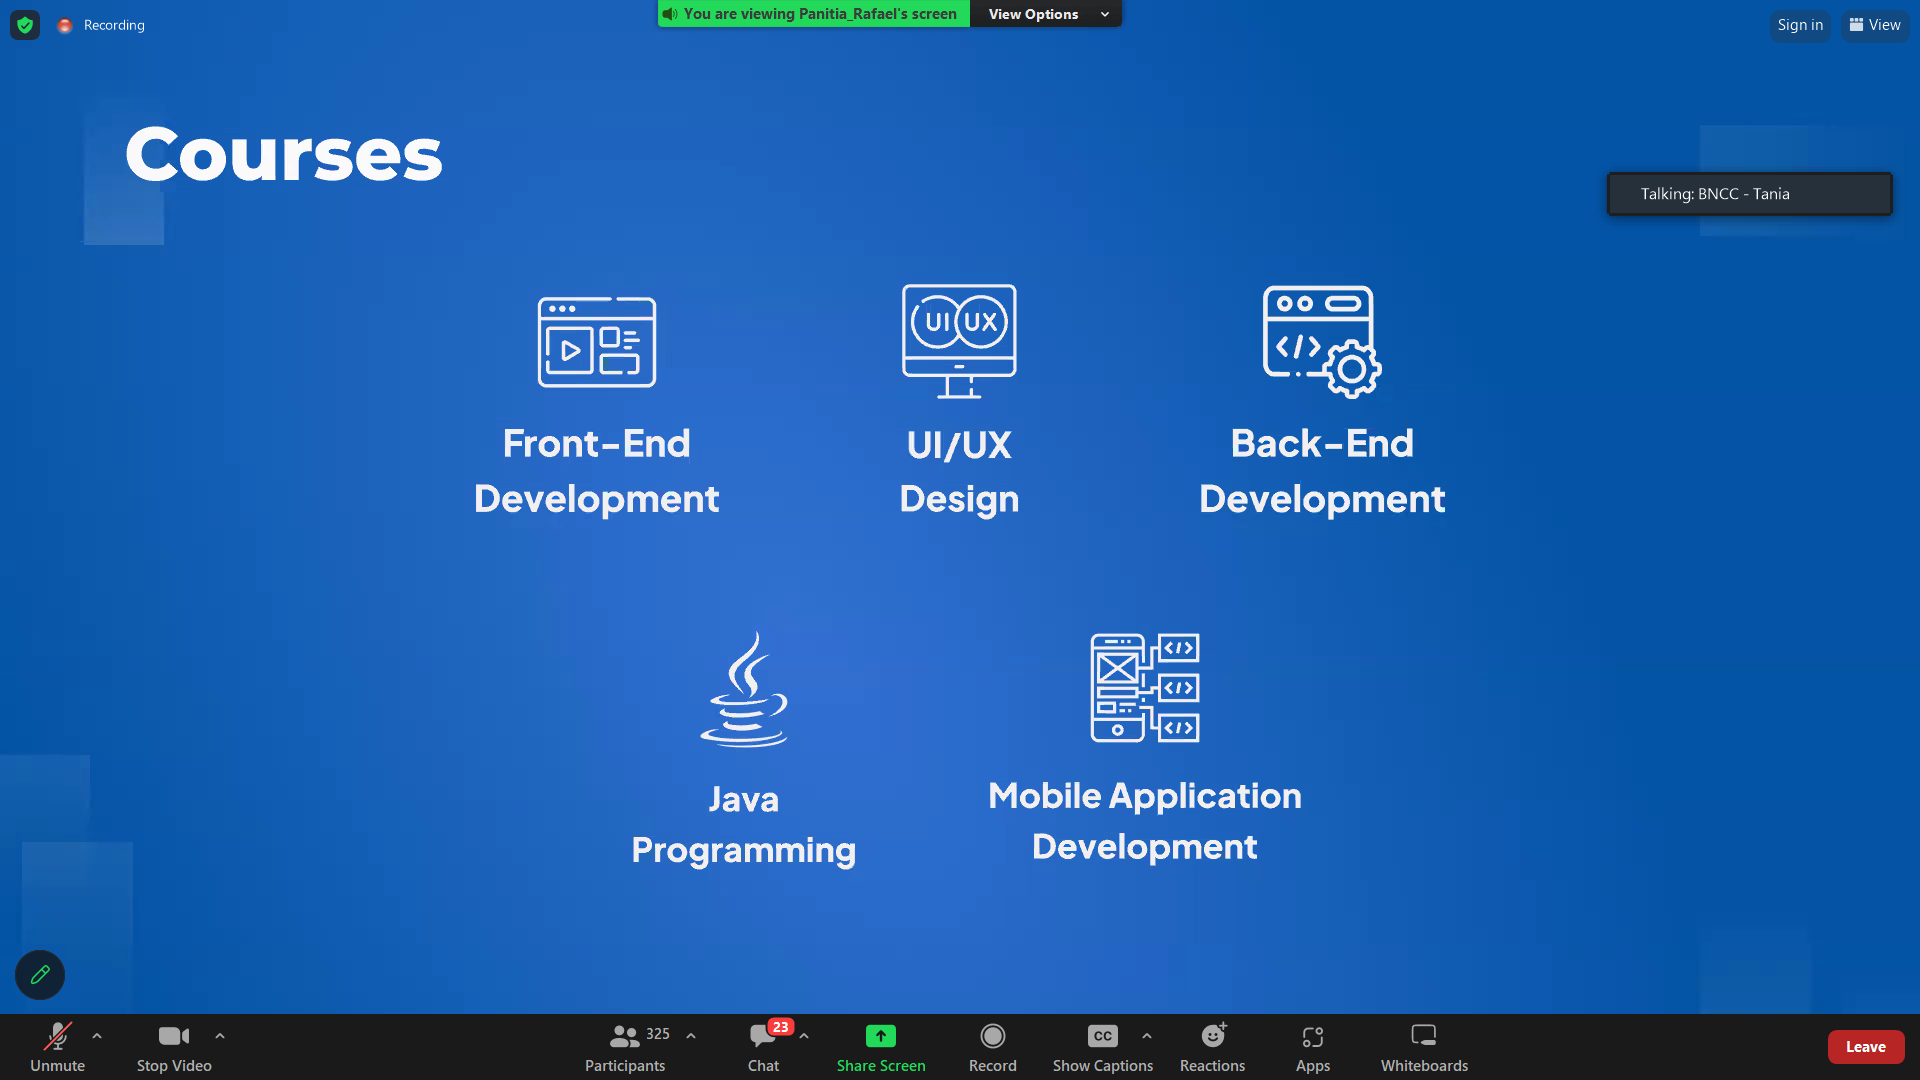 Recording
You are viewing Panitia_Rafael's screen
View Options
Sign in
View
Courses
Talking: BNCC - Tania
UI UX
Front-End
Development
UI/UX
Design
Back-End
Development
Java
Programming
Mobile Application
Development
Unmute
Stop Video
325
Participants
23
Chat
Share Screen
Record
CC
Show Captions
Reactions
Apps
Whiteboards
Leave